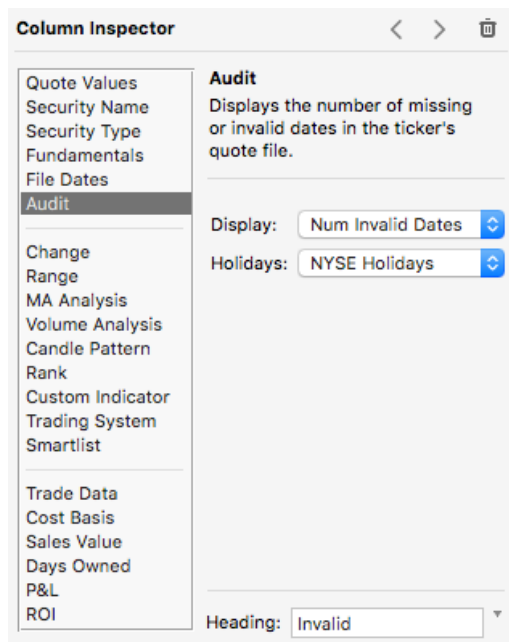 Column Inspector
Quote Values
Security Name
Security Type
Fundamentals
File Dates
Audit
Change
Range
MA Analysis
Volume Analysis
Candle Pattern
Rank
Custom Indicator
Trading System
Smartlist
Trade Data
Cost Basis
Sales Value
Days Owned
P&L
ROI
Audit
Displays the number of missing
or invalid dates in the ticker's
quote file.
Display: Num Invalid Dates
Holidays: NYSE Holidays
Heading: Invalid